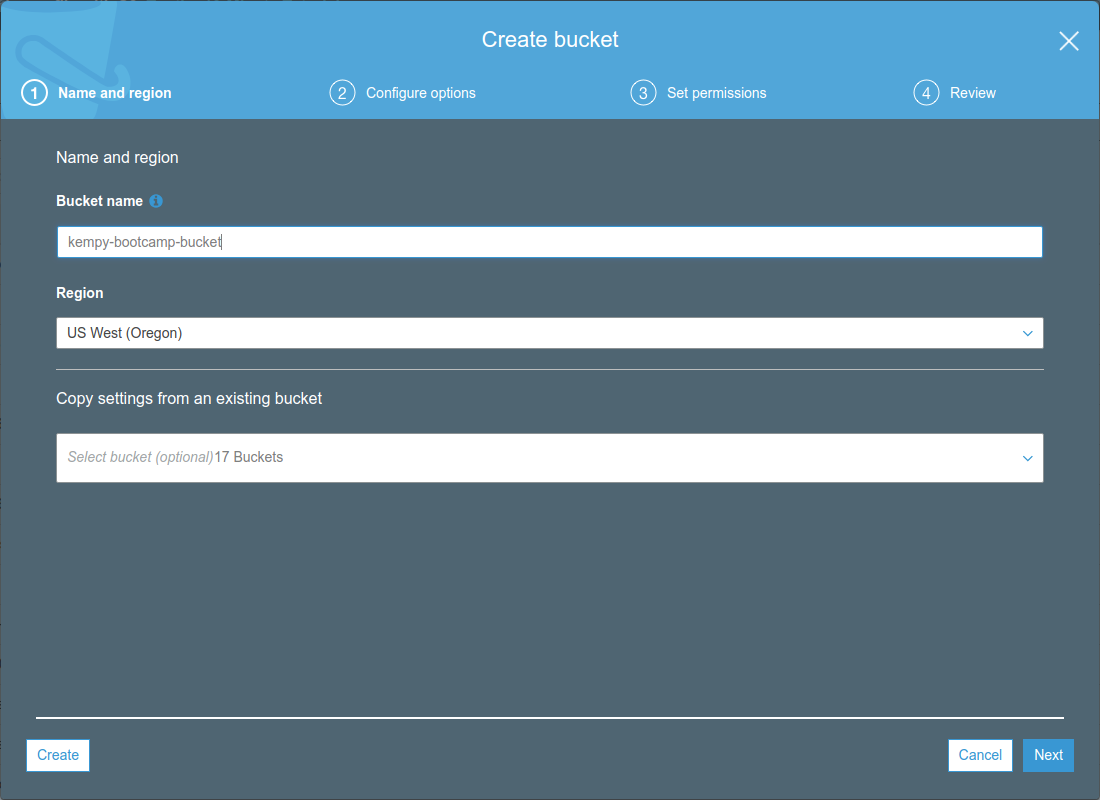 Create bucket
1 Name and region
2 Configure options
3 Set permissions
4 Review
Name and region
Bucket name
kempy-bootcamp-bucket
Region
US West (Oregon)
Copy settings from an existing bucket
Select bucket (optional)17 Buckets
Create
Cancel
Next